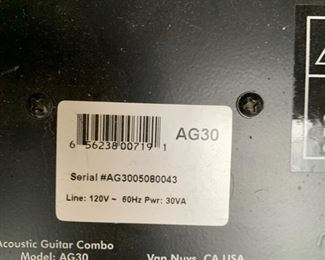 6 56238 00719 1
AG30
Serial #AG3005080043
Line: 120V ~ 60Hz Pwr: 30VA
Acoustic Guitar Combo
Model: AG30
Van Nuys, CA USA